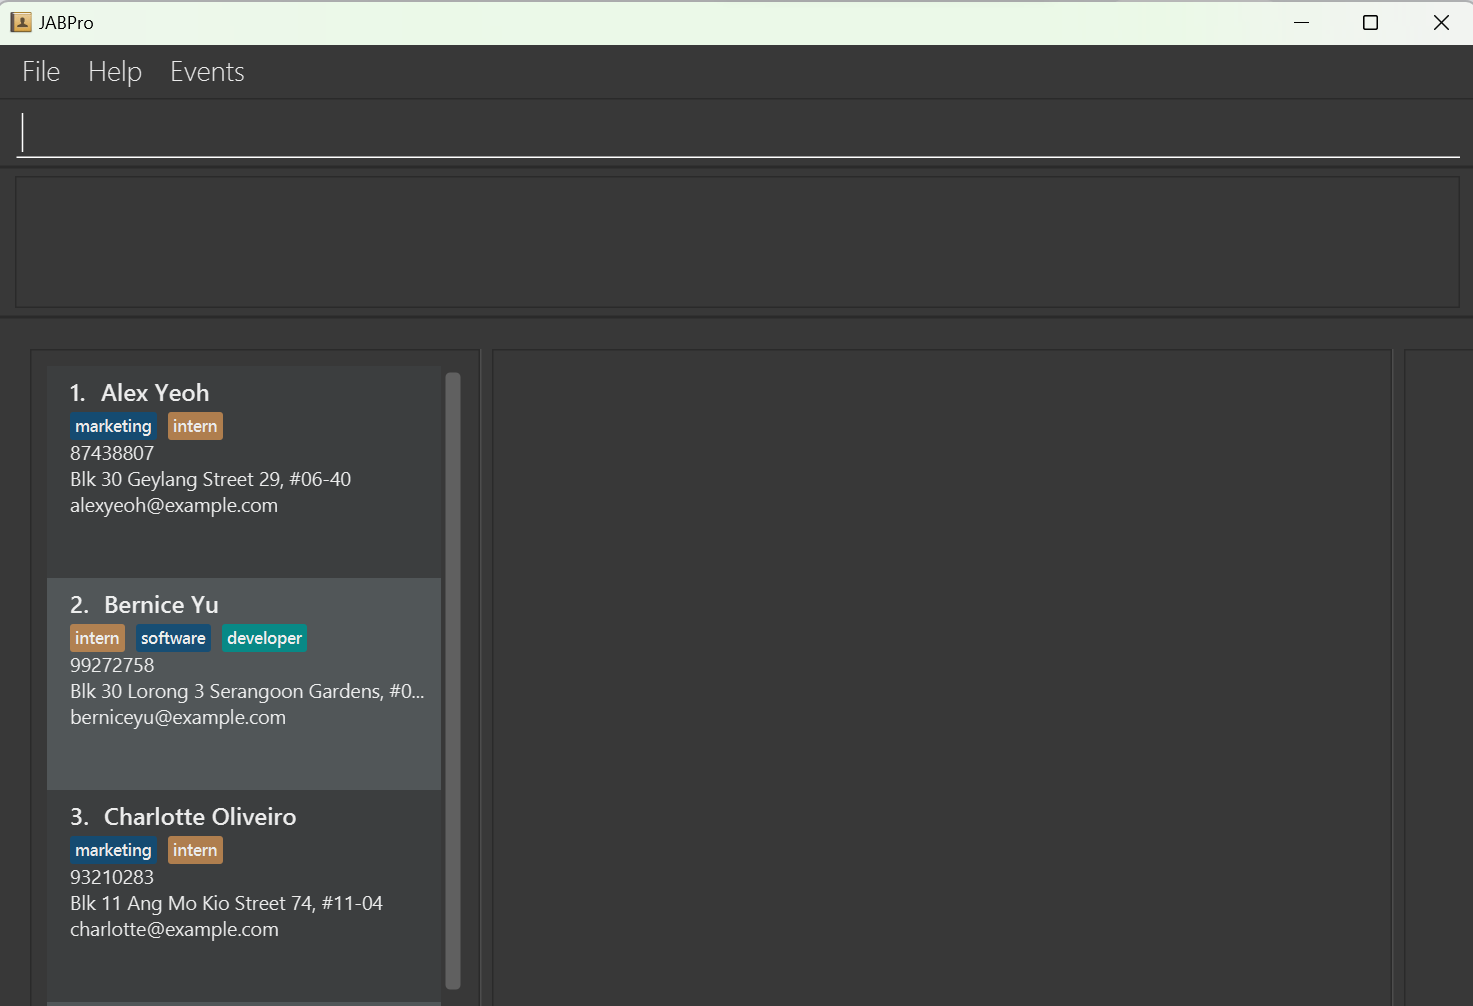 JABPro
File Help Events
1. Alex Yeoh
marketing intern
87438807
Blk 30 Geylang Street 29, #06-40
alexyeoh@example.com
2. Bernice Yu
intern software developer
99272758
Blk 30 Lorong 3 Serangoon Gardens, #0...
berniceyu@example.com
3. Charlotte Oliveiro
marketing intern
93210283
Blk 11 Ang Mo Kio Street 74, #11-04
charlotte@example.com